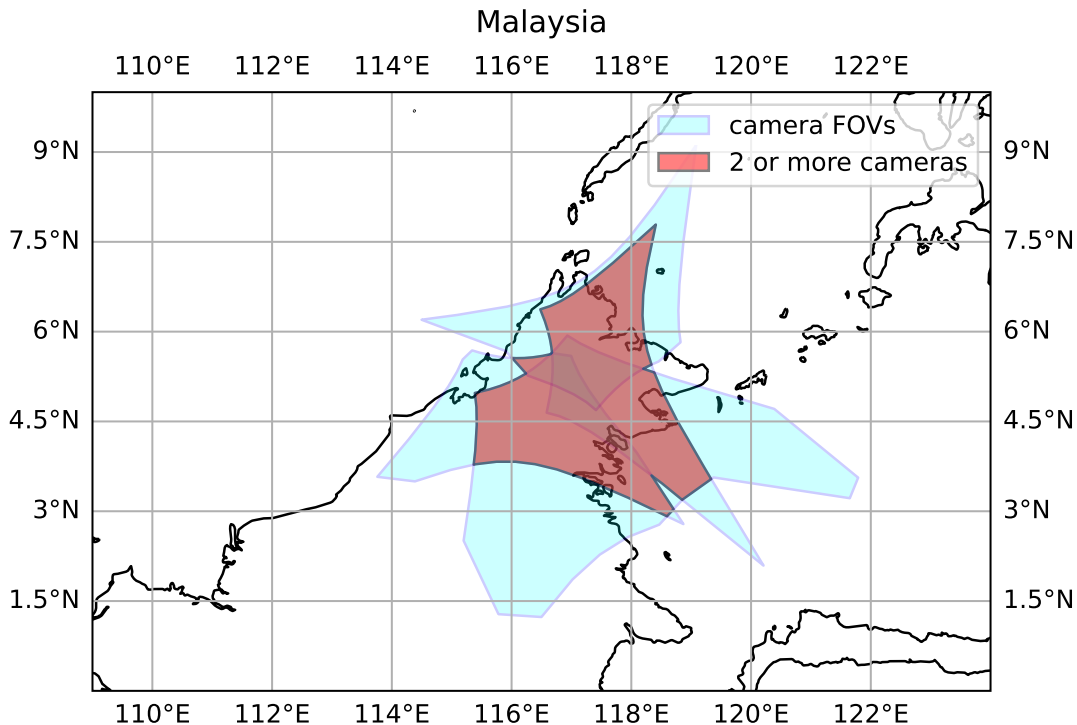 Malaysia
110°E 112°E 114°E 116°E 118°E 120°E 122°E
camera FOVs
2 or more cameras
9°N 9°N
7.5°N 7.5°N
6°N 6°N
4.5°N 4.5°N
3°N 3°N
1.5°N 1.5°N
110°E 112°E 114°E 116°E 118°E 120°E 122°E